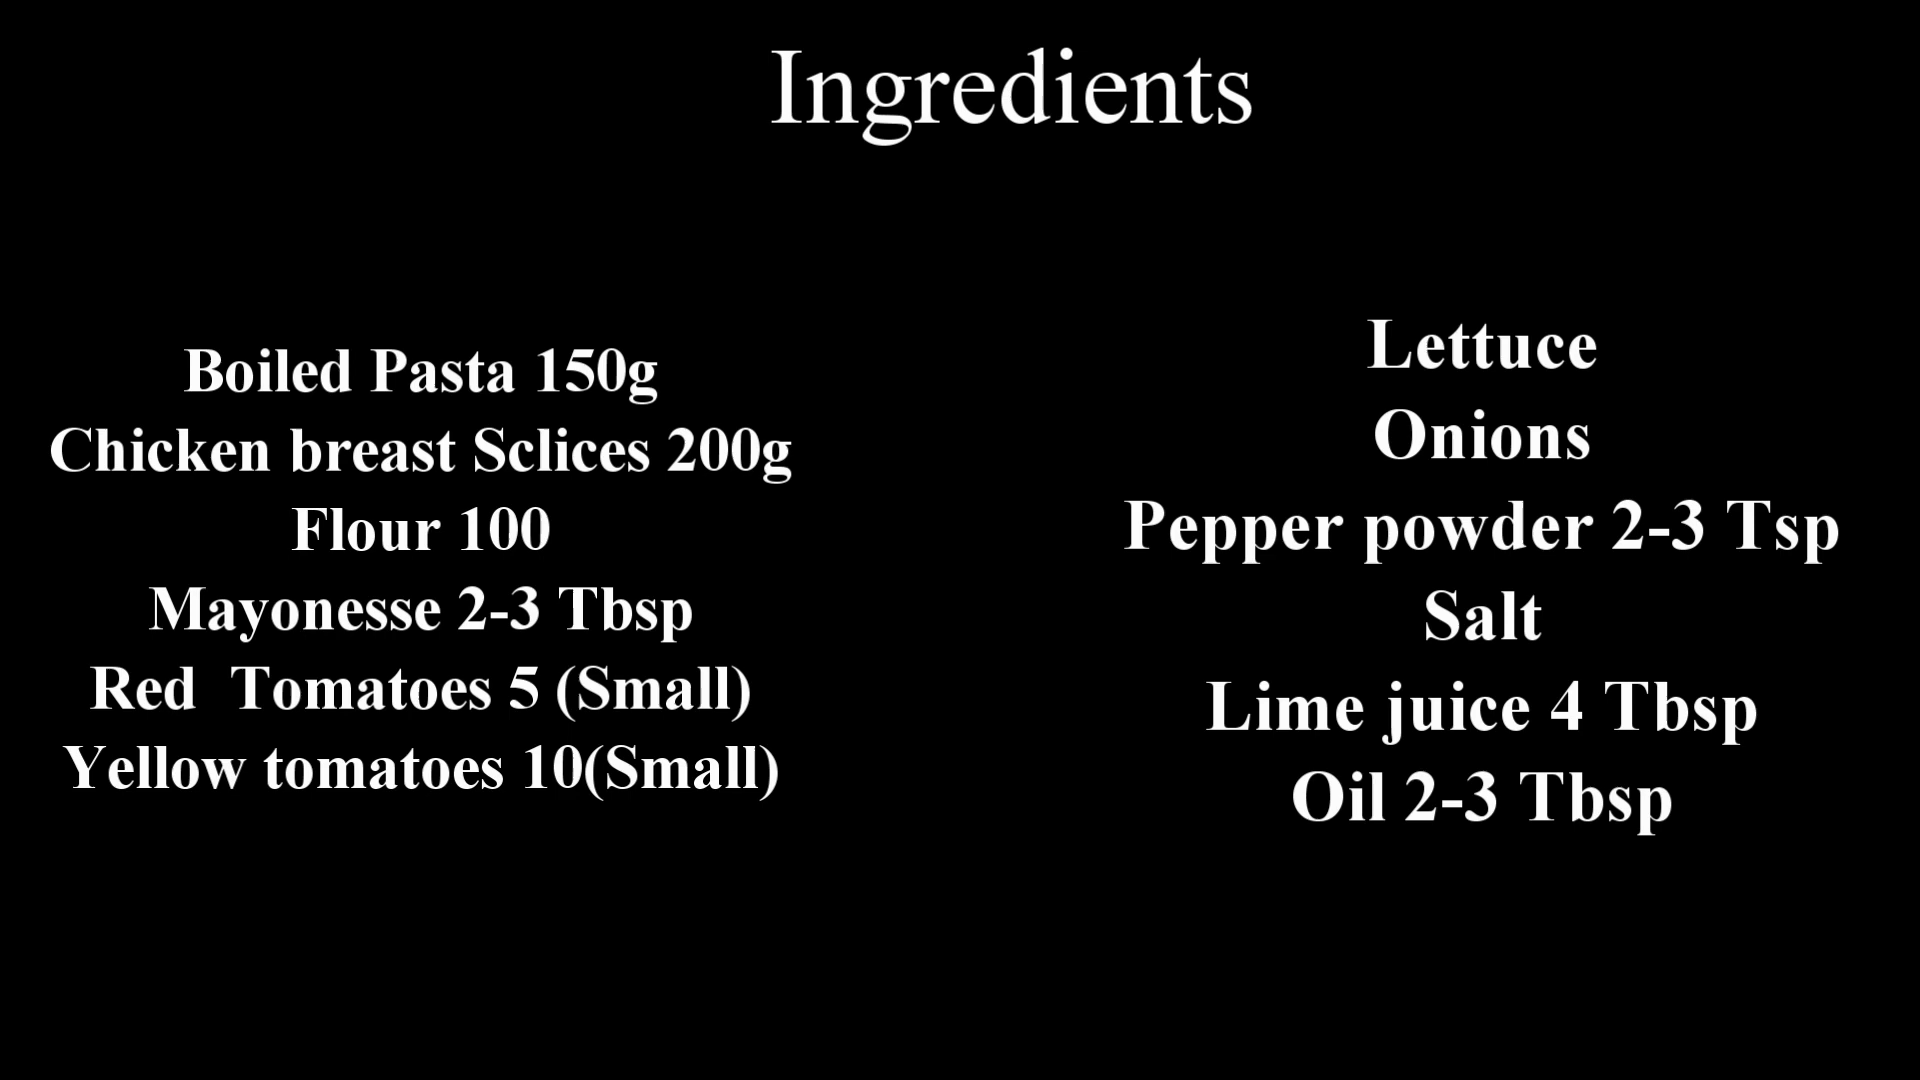 Ingredients
Boiled Pasta 150g
Chicken breast Sclices 200g
Flour 100
Mayonesse 2-3 Tbsp
Red  Tomatoes 5 (Small)
Yellow tomatoes 10(Small)
Lettuce
Onions
Pepper powder 2-3 Tsp
Salt
Lime juice 4 Tbsp
Oil 2-3 Tbsp